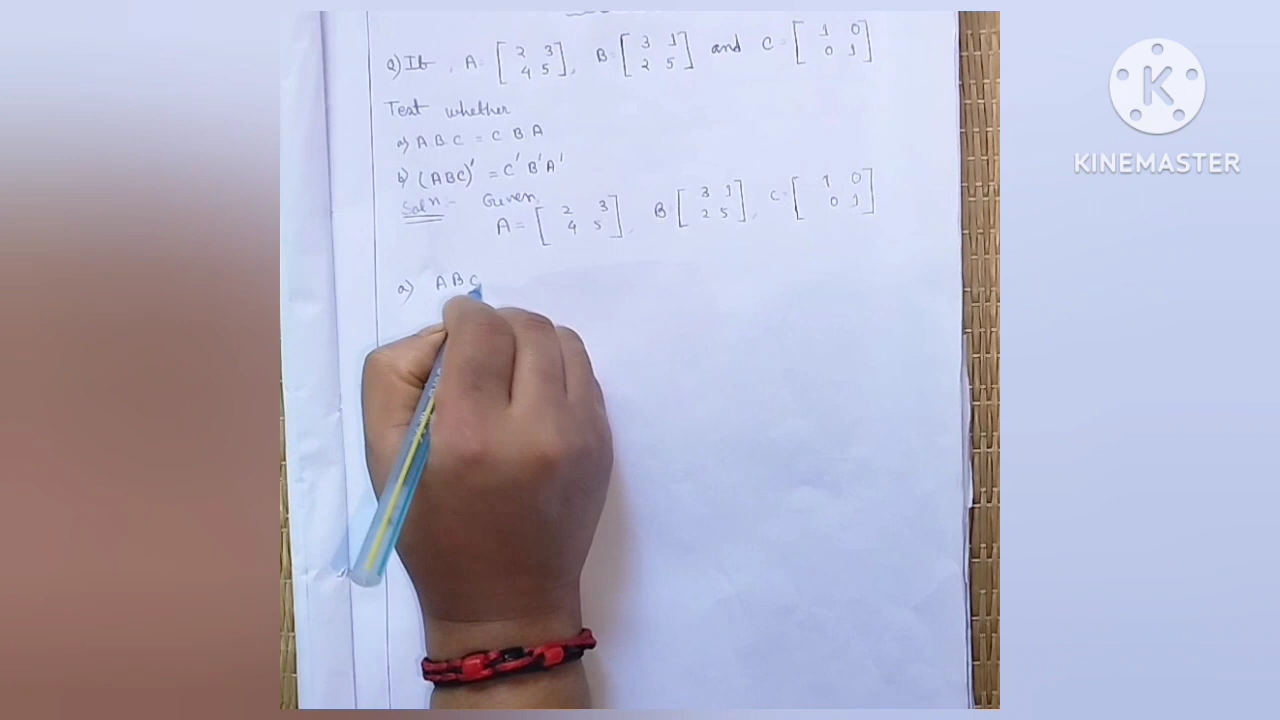 Q) If, A = [2 3 4 5], B = [3 1 2 5] and C = [1 0 0 1]
Test whether
a) A B C = C B A
b) (ABC)' = C' B' A'
Solⁿ:- Given,
A = [2 3 4 5], B [3 1 2 5], C = [1 0 0 1]
a) A B C
KINEMASTER